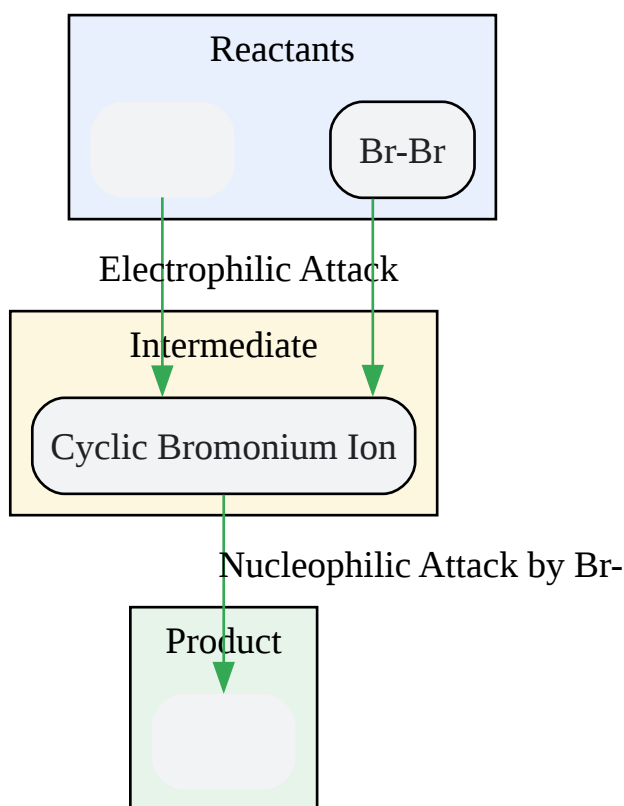 Reactants
Br-Br
Electrophilic Attack
Intermediate
Cyclic Bromonium Ion
Nucleophilic Attack by Br-
Product